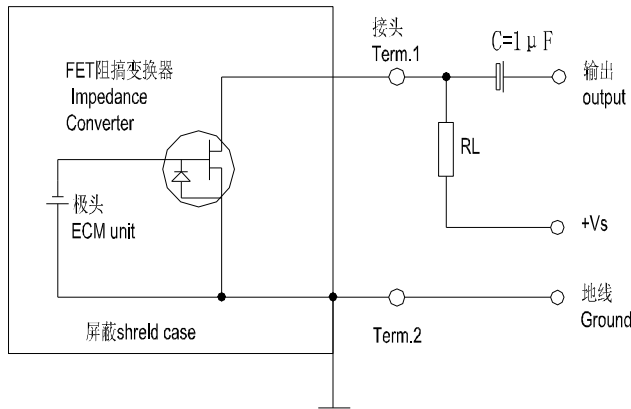 FET阻搞变换器
Impedance
Converter
接头
Term.1
C=1μF
输出
output
RL
极头
ECM unit
+Vs
地线
Ground
屏蔽shreld case
Term.2